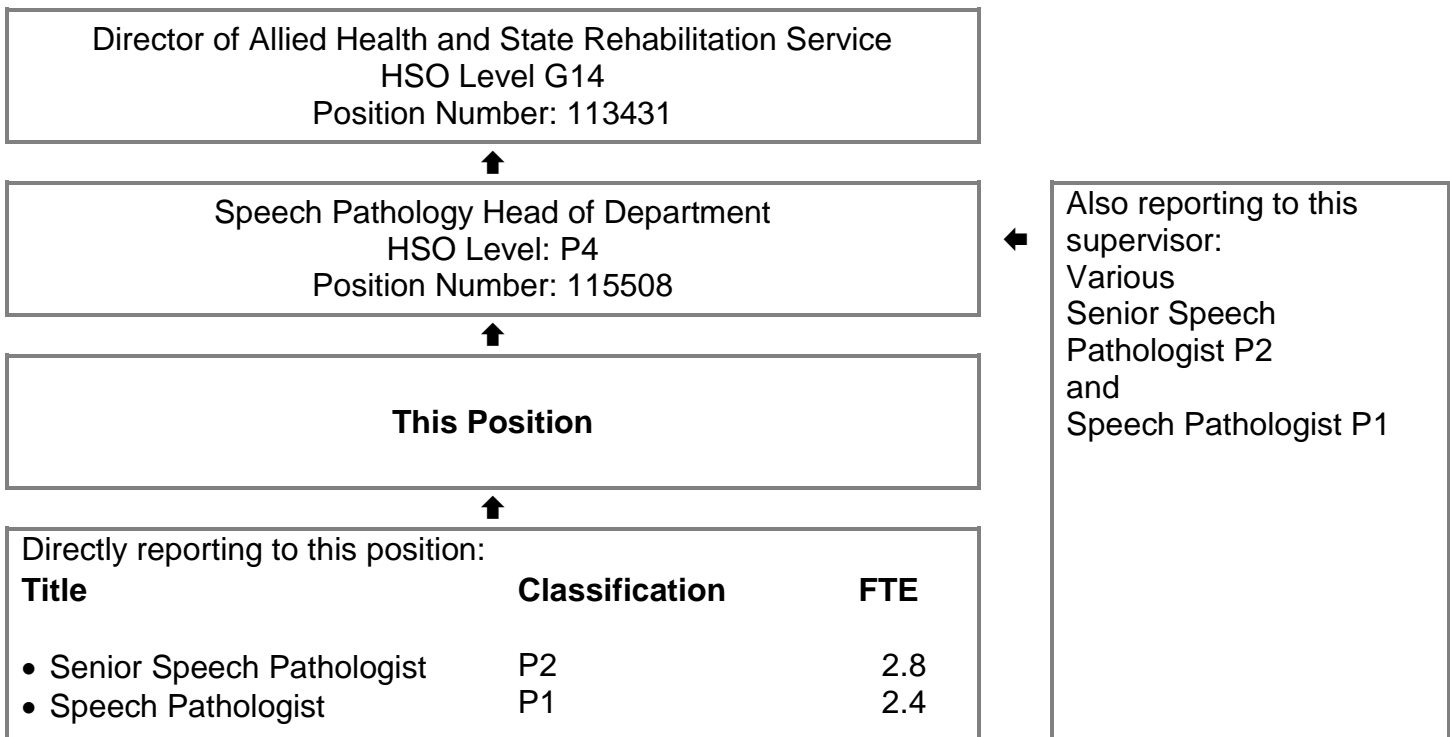 Director of Allied Health and State Rehabilitation Service
HSO Level G14
Position Number: 113431
Speech Pathology Head of Department
HSO Level: P4
Position Number: 115508
Also reporting to this
supervisor:
Various
Senior Speech
Pathologist P2
and
Speech Pathologist P1
This Position
Directly reporting to this position:
Title Classification FTE
• Senior Speech Pathologist P2 2.8
• Speech Pathologist P1 2.4